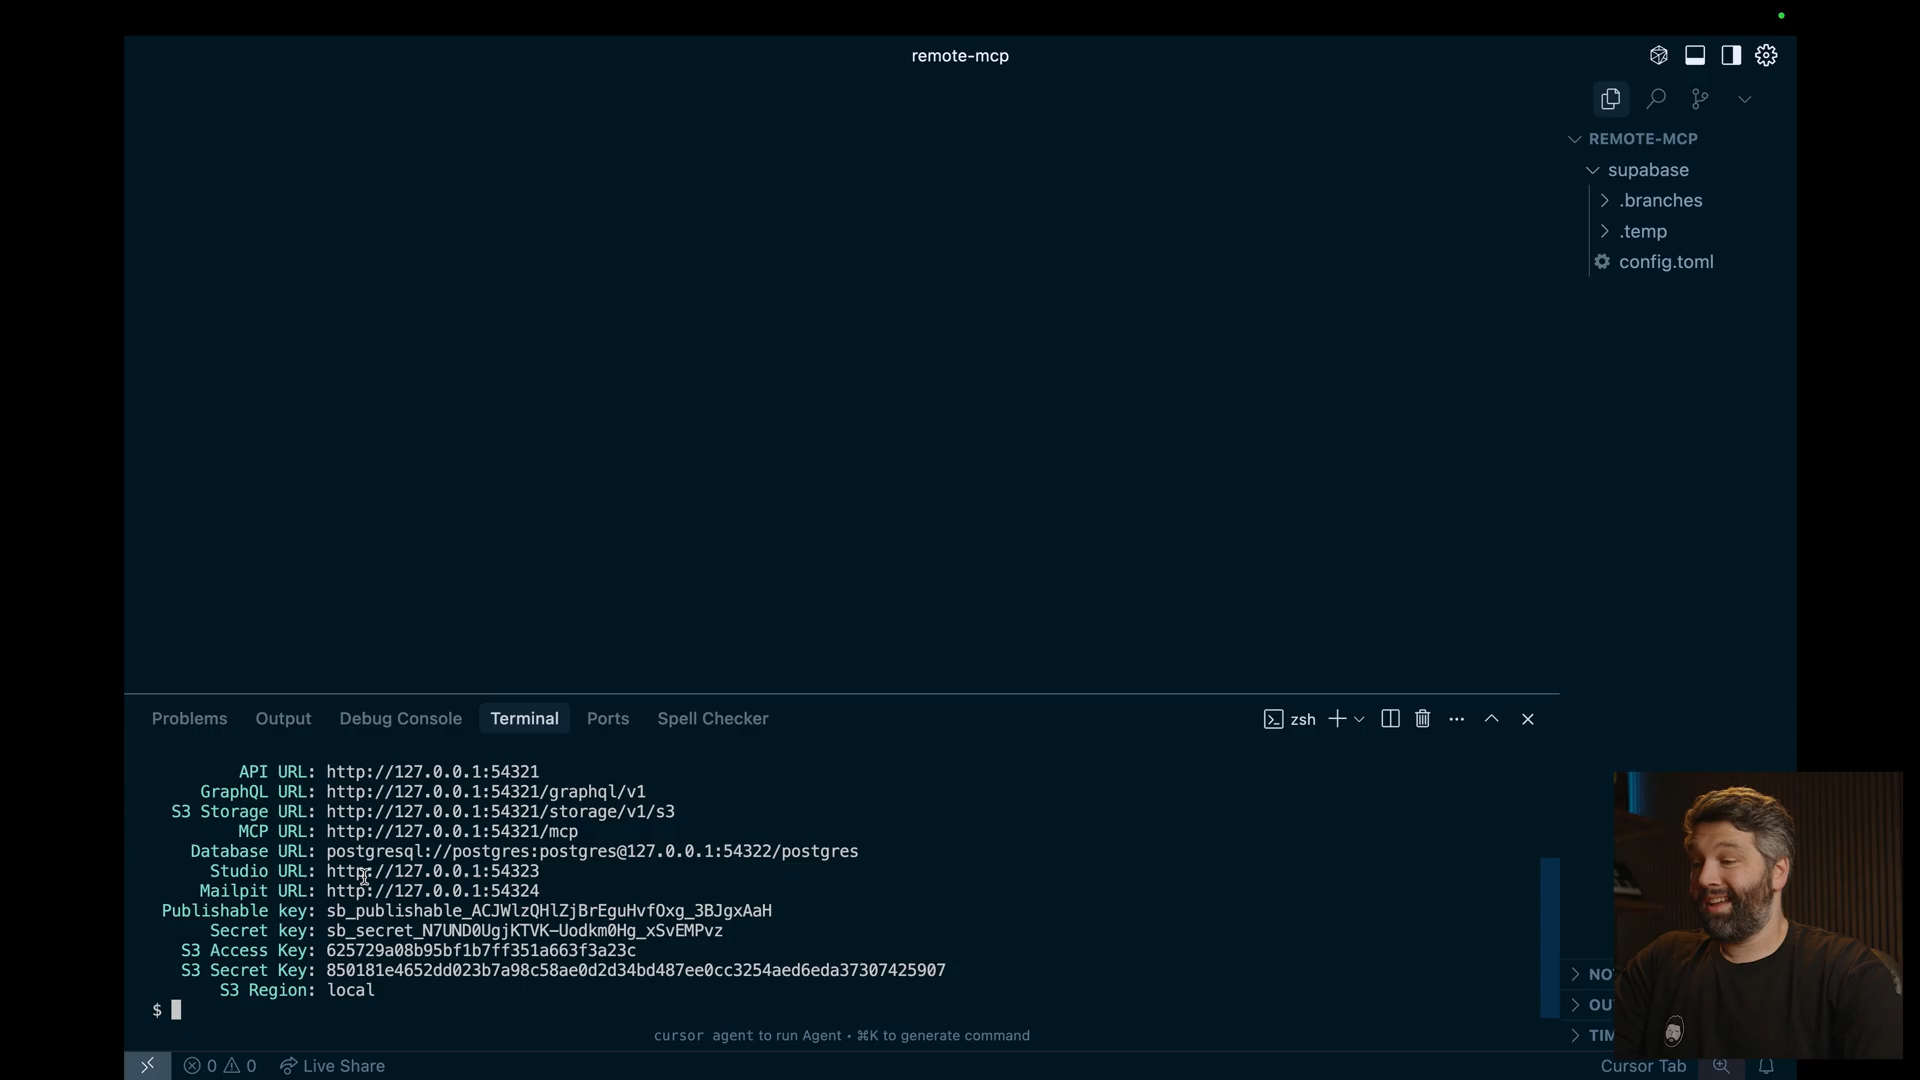 remote-mcp
REMOTE-MCP
supabase
.branches
.temp
config.toml
Problems
Output
Debug Console
Terminal
Ports
Spell Checker
zsh
API URL: http://127.0.0.1:54321
GraphQL URL: http://127.0.0.1:54321/graphql/v1
S3 Storage URL: http://127.0.0.1:54321/storage/v1/s3
MCP URL: http://127.0.0.1:54321/mcp
Database URL: postgresql://postgres:postgres@127.0.0.1:54322/postgres
Studio URL: http://127.0.0.1:54323
Mailpit URL: http://127.0.0.1:54324
Publishable key: sb_publishable_ACJWlzQHlZjBrEguHvfOxg_3BJgxAaH
Secret key: sb_secret_N7UND0UgjKTVK-Uodkm0Hg_xSvEMPvz
S3 Access Key: 625729a08b95bf1b7ff351a663f3a23c
S3 Secret Key: 850181e4652dd023b7a98c58ae0d2d34bd487ee0cc3254aed6eda37307425907
S3 Region: local
$
cursor agent to run Agent • ⌘K to generate command
NO
OU
TIM
0
0
Live Share
Cursor Tab